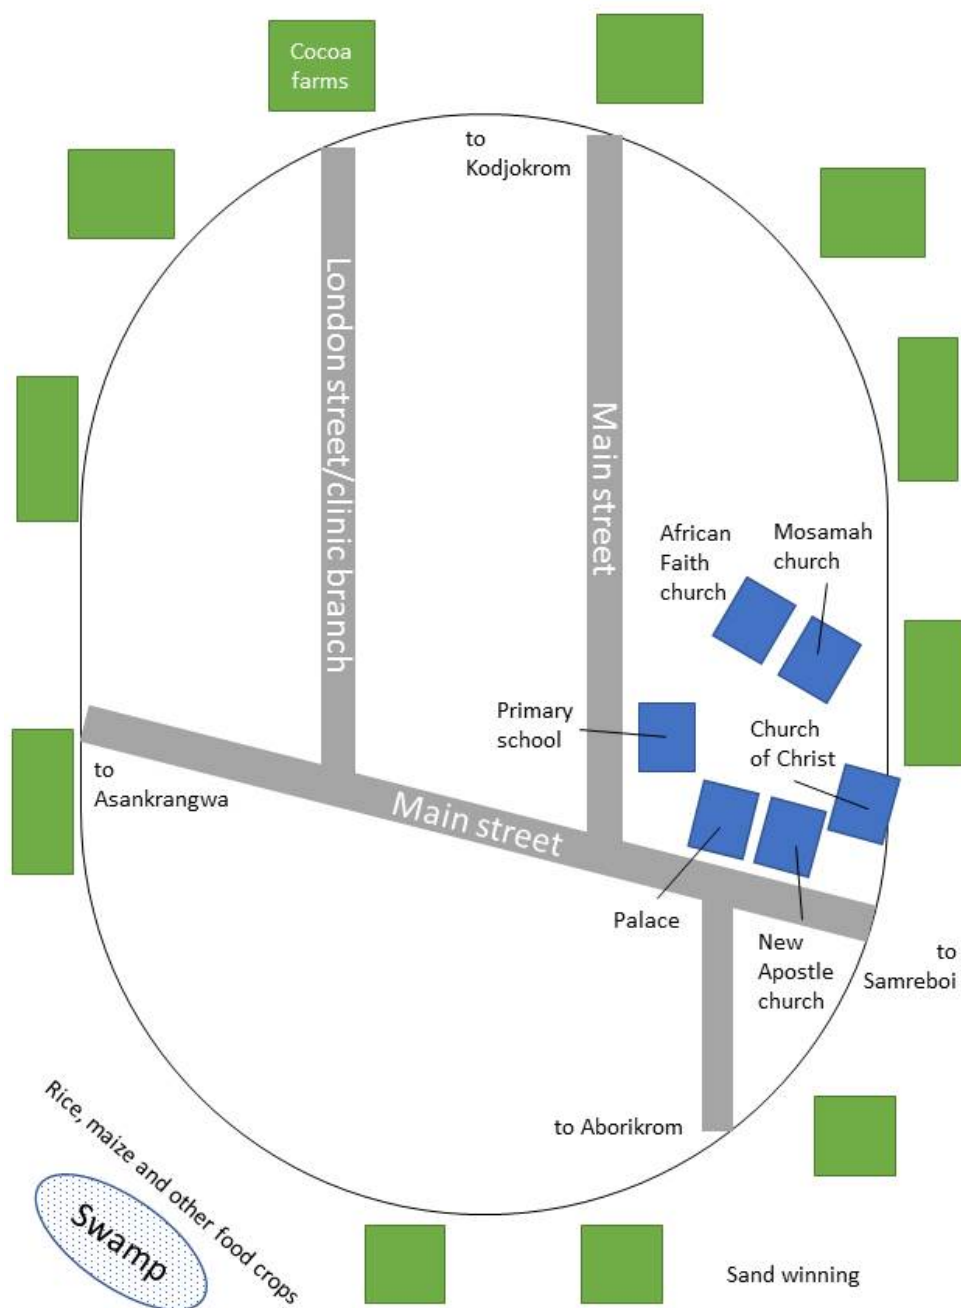 Cocoa
farms
to
Kodjokrom
London street/clinic branch
Main street
African
Faith
church
Mosamah
church
Primary
school
Church
of Christ
to
Asankrangwa
Main street
Palace
New
Apostle
church
to
Samreboi
to Aborikrom
Rice, maize and other food crops
Swamp
Sand winning